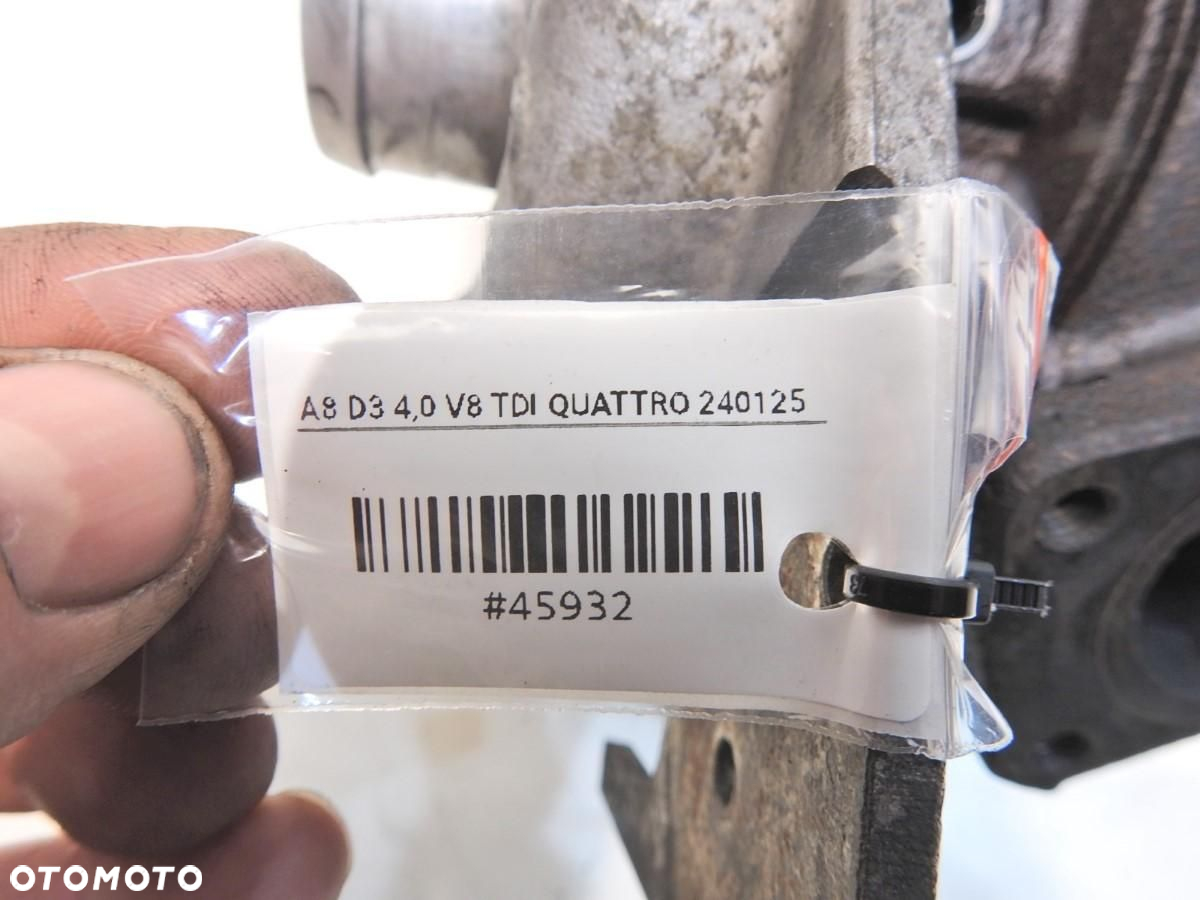 A8 D3 4,0 V8 TDI QUATTRO 240125
#45932
OTOMOTO